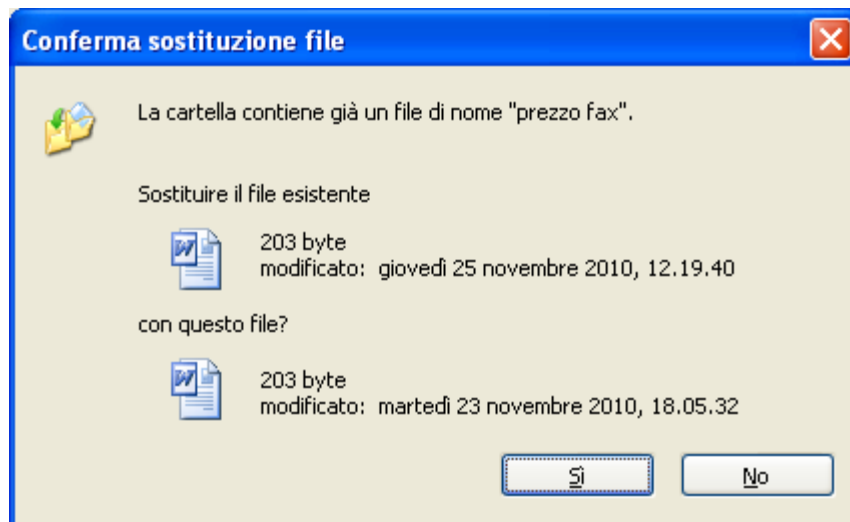 Conferma sostituzione file
La cartella contiene già un file di nome "prezzo fax".
Sostituire il file esistente
203 byte
modificato: giovedì 25 novembre 2010, 12.19.40
con questo file?
203 byte
modificato: martedì 23 novembre 2010, 18.05.32
Sì No